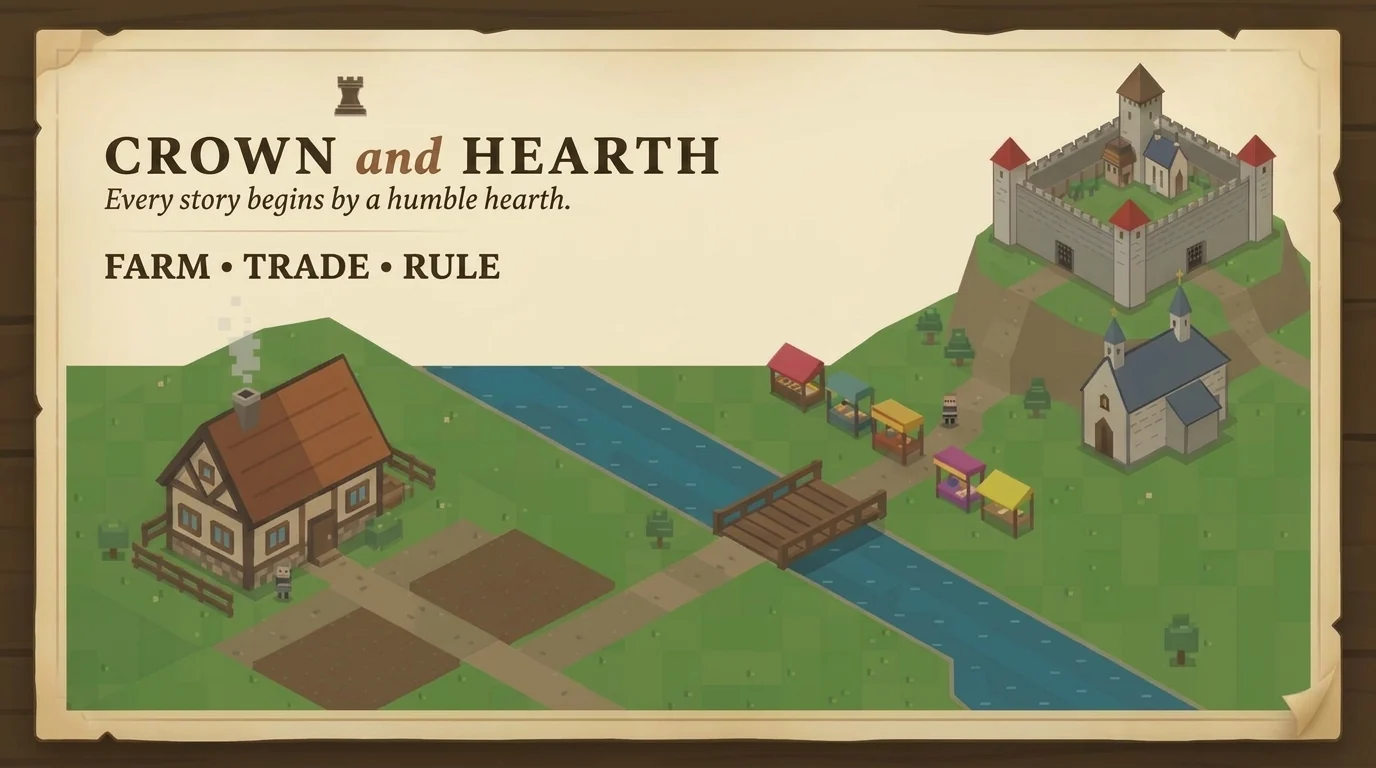 CROWN and HEARTH
Every story begins by a humble hearth.
FARM • TRADE • RULE